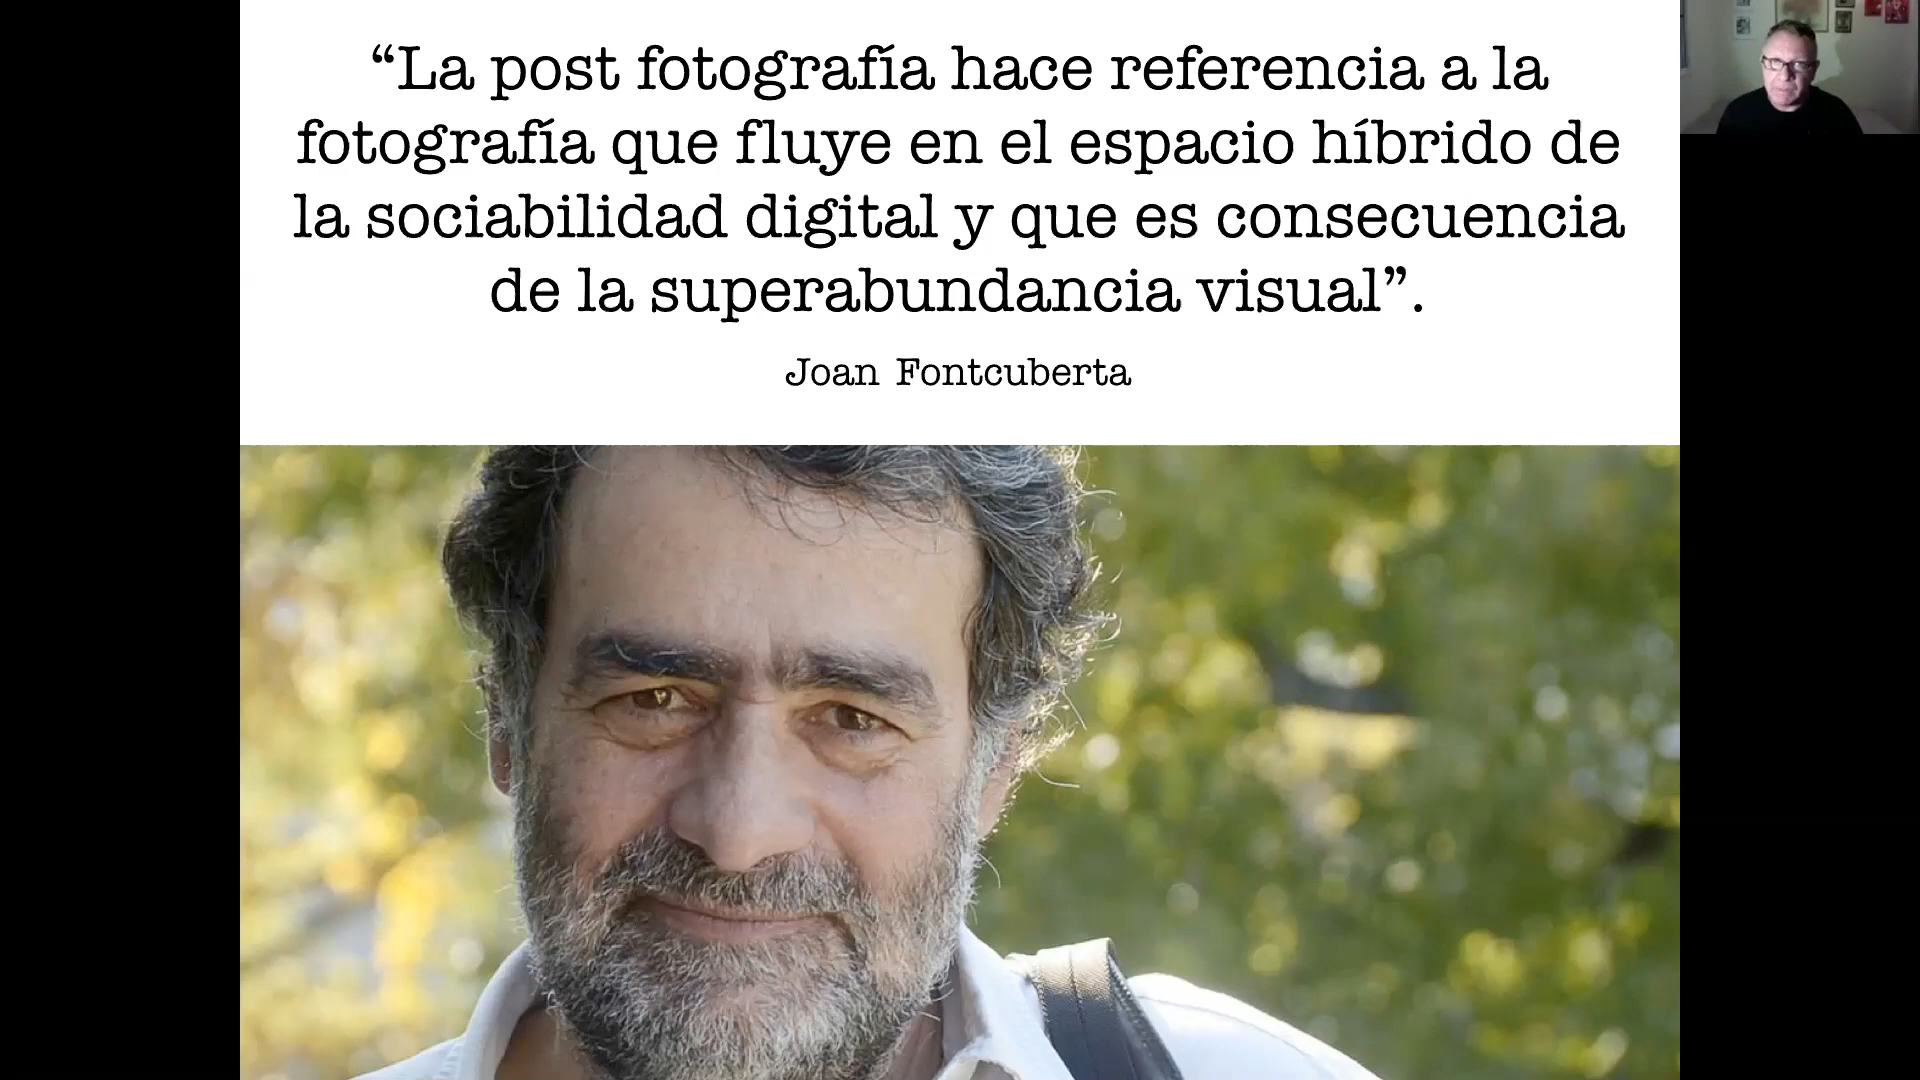 “La post fotografía hace referencia a la
fotografía que fluye en el espacio híbrido de
la sociabilidad digital y que es consecuencia
de la superabundancia visual”.
Joan Fontcuberta